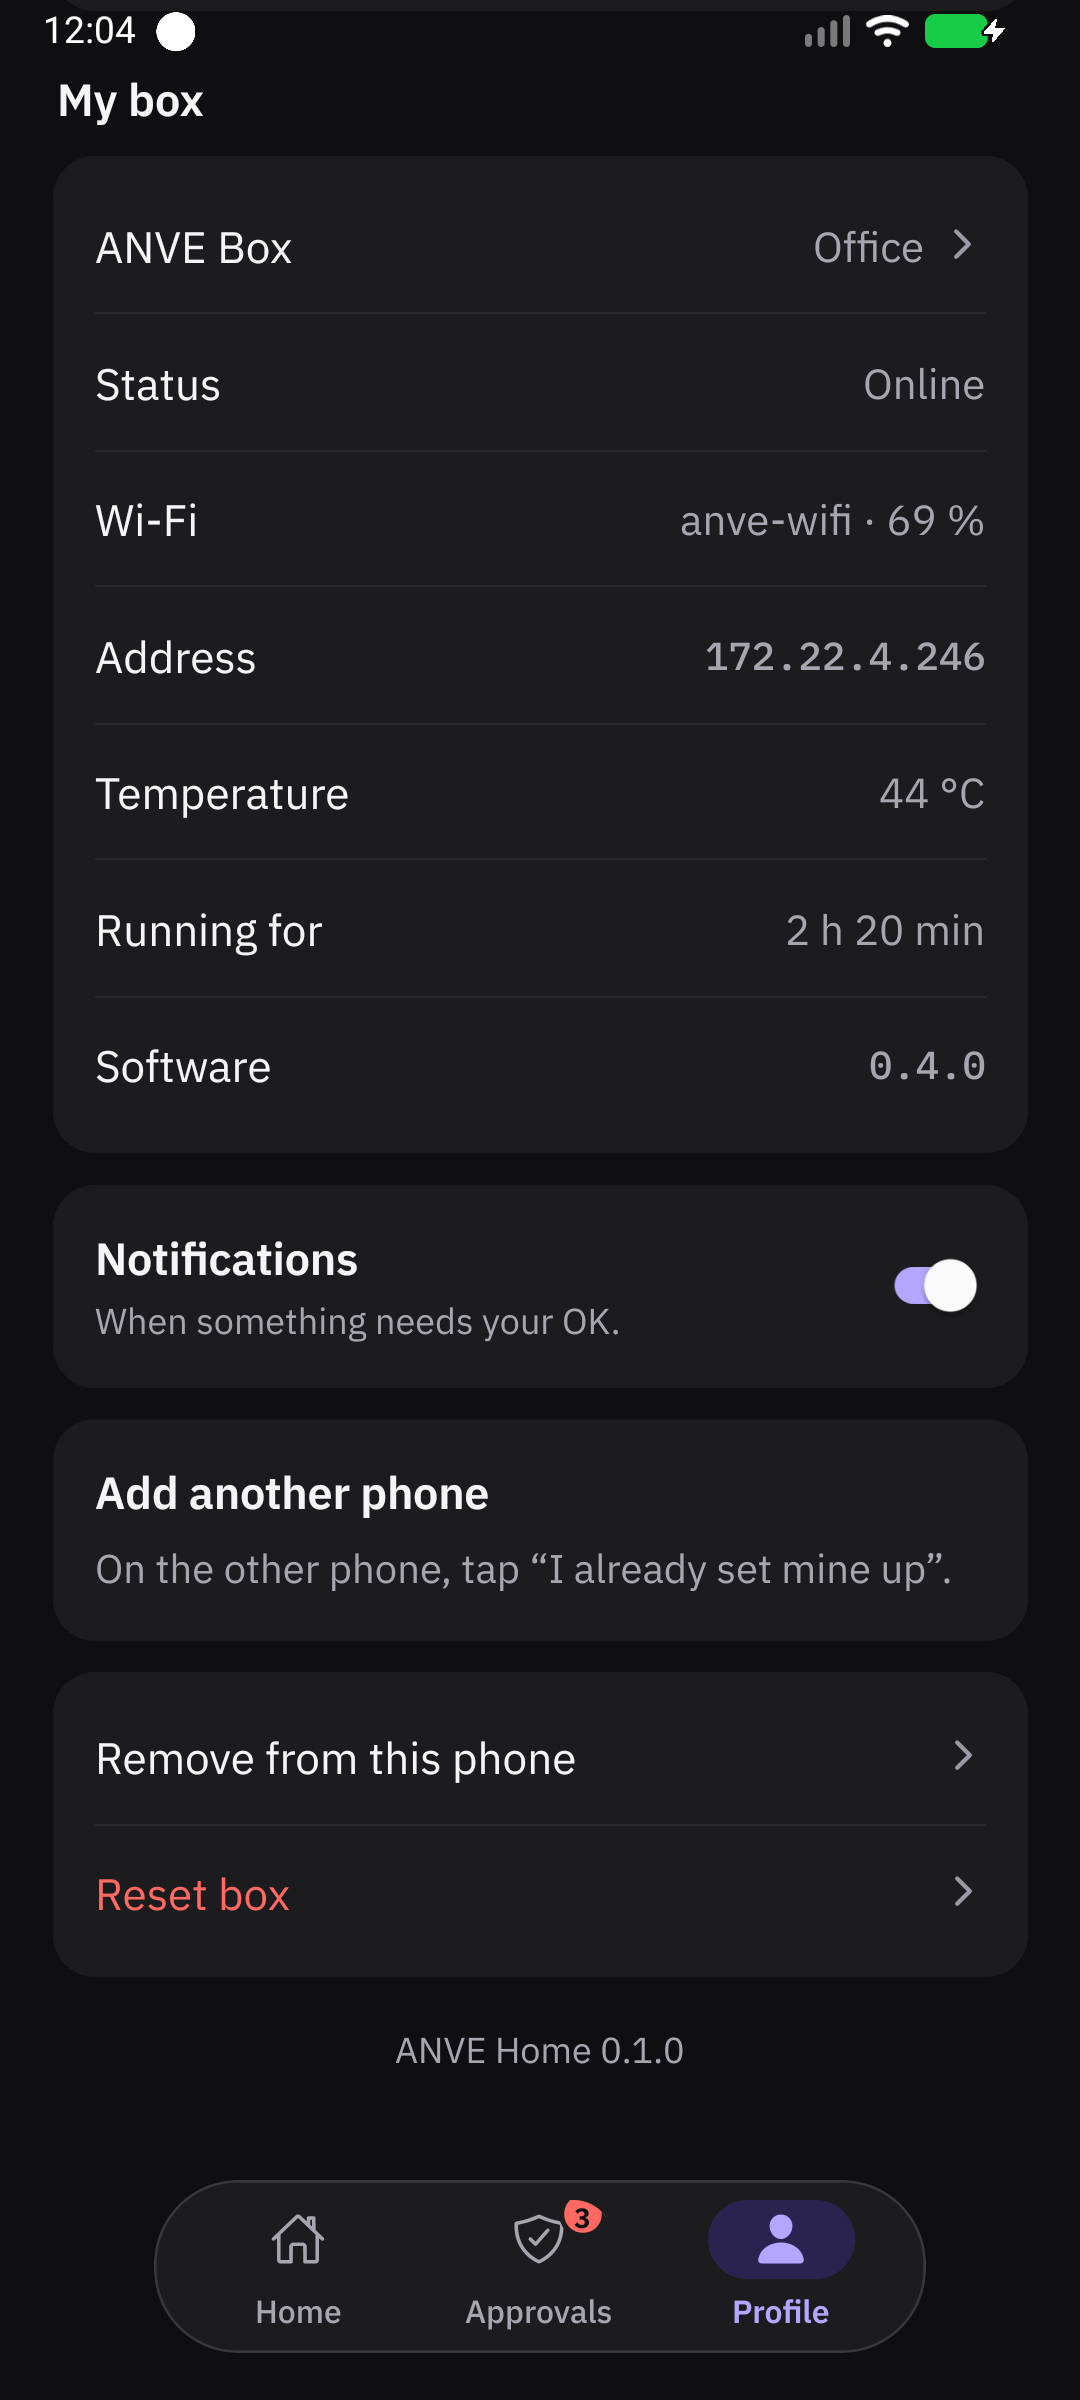 12:04
My box
ANVE Box
Office
Status
Online
Wi-Fi
anve-wifi · 69 %
Address
172.22.4.246
Temperature
44 °C
Running for
2 h 20 min
Software
0.4.0
Notifications
When something needs your OK.
Add another phone
On the other phone, tap “I already set mine up”.
Remove from this phone
Reset box
ANVE Home 0.1.0
3
Home
Approvals
Profile